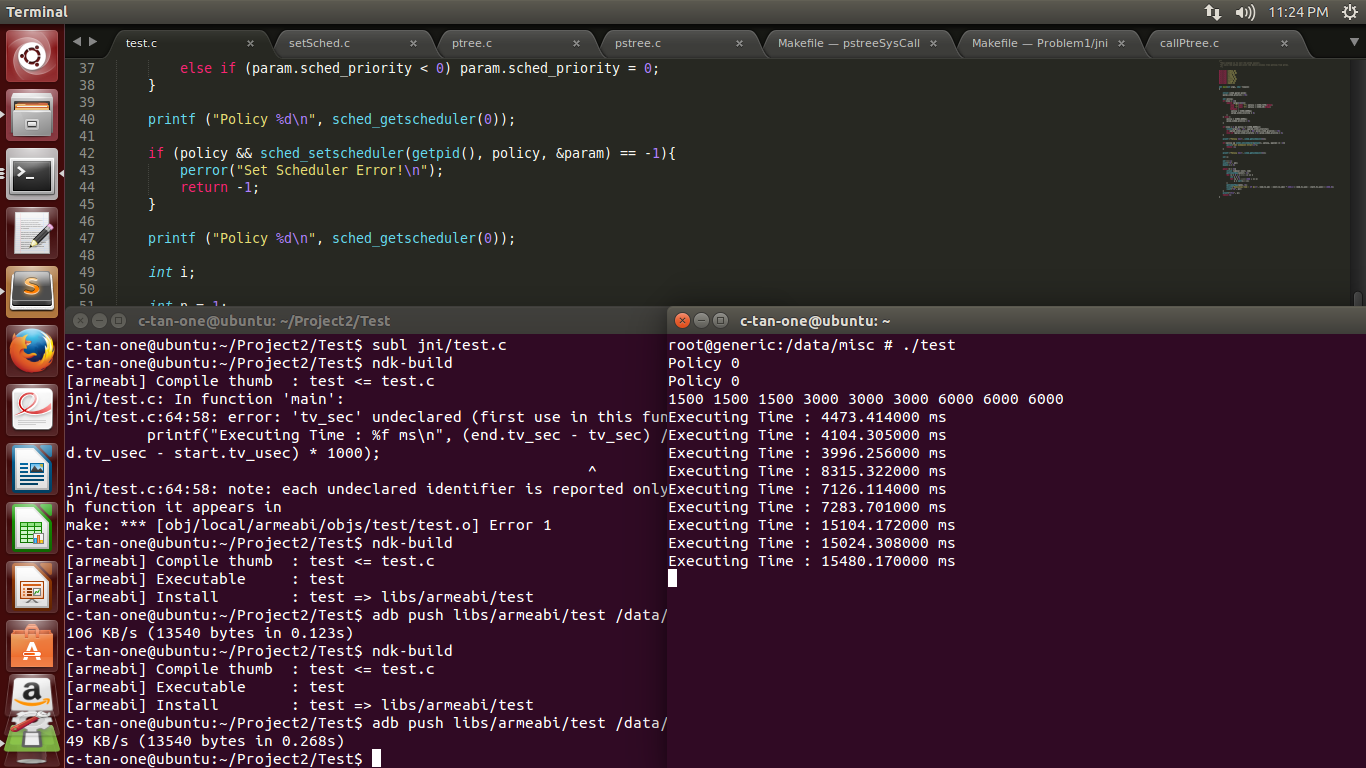 Terminal
11:24 PM
test.c
setSched.c
ptree.c
pstree.c
Makefile — pstreeSysCall
Makefile — Problem1/jni
callPtree.c
37 else if (param.sched_priority < 0) param.sched_priority = 0;
38 }
39
40 printf ("Policy %d\n", sched_getscheduler(0));
41
42 if (policy && sched_setscheduler(getpid(), policy, &param) == -1){
43 perror("Set Scheduler Error!\n");
44 return -1;
45 }
46
47 printf ("Policy %d\n", sched_getscheduler(0));
48
49 int i;
50
51 int n = 1;
c-tan-one@ubuntu: ~/Project2/Test
c-tan-one@ubuntu:~/Project2/Test$ subl jni/test.c
c-tan-one@ubuntu:~/Project2/Test$ ndk-build
[armeabi] Compile thumb : test <= test.c
jni/test.c: In function 'main':
jni/test.c:64:58: error: 'tv_sec' undeclared (first use in this fun
printf("Executing Time : %f ms\n", (end.tv_sec - tv_sec) /
d.tv_usec - start.tv_usec) * 1000);
^
jni/test.c:64:58: note: each undeclared identifier is reported only
h function it appears in
make: *** [obj/local/armeabi/objs/test/test.o] Error 1
c-tan-one@ubuntu:~/Project2/Test$ ndk-build
[armeabi] Compile thumb : test <= test.c
[armeabi] Executable : test
[armeabi] Install : test => libs/armeabi/test
c-tan-one@ubuntu:~/Project2/Test$ adb push libs/armeabi/test /data/
106 KB/s (13540 bytes in 0.123s)
c-tan-one@ubuntu:~/Project2/Test$ ndk-build
[armeabi] Compile thumb : test <= test.c
[armeabi] Executable : test
[armeabi] Install : test => libs/armeabi/test
c-tan-one@ubuntu:~/Project2/Test$ adb push libs/armeabi/test /data/
49 KB/s (13540 bytes in 0.268s)
c-tan-one@ubuntu:~/Project2/Test$
c-tan-one@ubuntu: ~
root@generic:/data/misc # ./test
Policy 0
Policy 0
1500 1500 1500 3000 3000 3000 6000 6000 6000
Executing Time : 4473.414000 ms
Executing Time : 4104.305000 ms
Executing Time : 3996.256000 ms
Executing Time : 8315.322000 ms
Executing Time : 7126.114000 ms
Executing Time : 7283.701000 ms
Executing Time : 15104.172000 ms
Executing Time : 15024.308000 ms
Executing Time : 15480.170000 ms